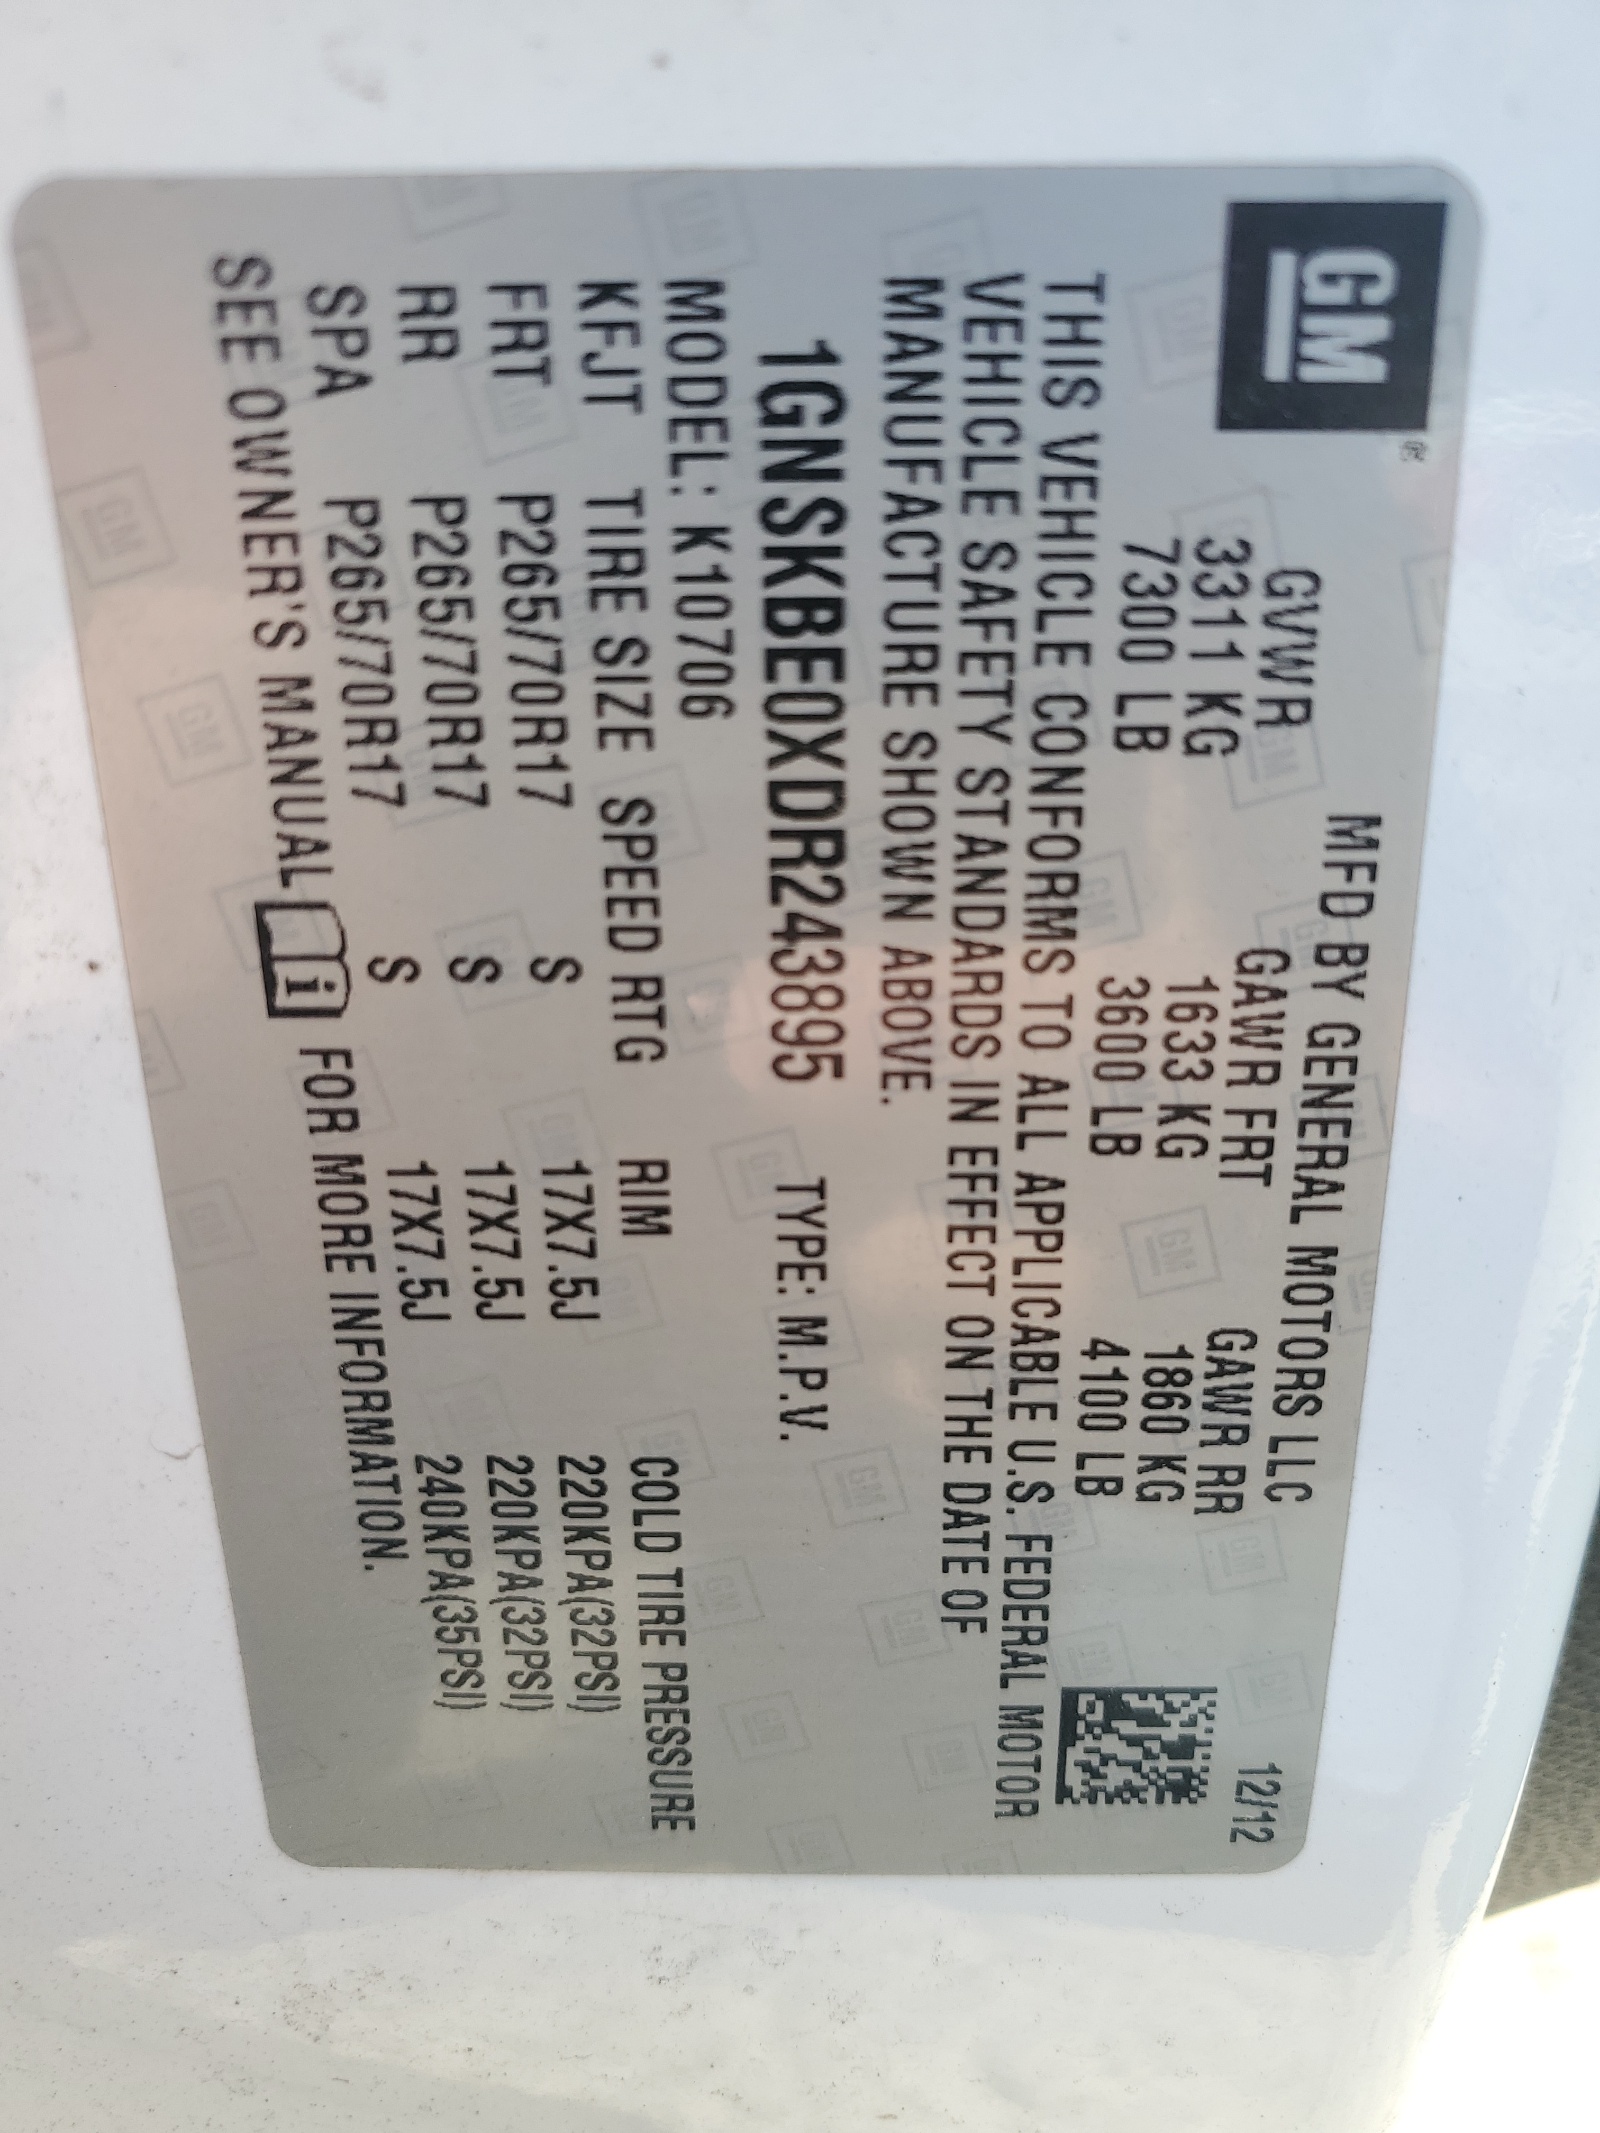 GM®
MFD BY GENERAL MOTORS LLC 12/12
GVWR GAWR FRT GAWR RR
3311 KG 1633 KG 1860 KG
7300 LB 3600 LB 4100 LB
THIS VEHICLE CONFORMS TO ALL APPLICABLE U.S. FEDERAL MOTOR
VEHICLE SAFETY STANDARDS IN EFFECT ON THE DATE OF
MANUFACTURE SHOWN ABOVE.
1GNSKBE0XDR243895 TYPE: M.P.V.
MODEL: K10706
KFJT TIRE SIZE SPEED RTG RIM COLD TIRE PRESSURE
FRT P265/70R17 S 17X7.5J 220KPA(32PSI)
RR P265/70R17 S 17X7.5J 220KPA(32PSI)
SPA P265/70R17 S 17X7.5J 240KPA(35PSI)
SEE OWNER'S MANUAL i FOR MORE INFORMATION.